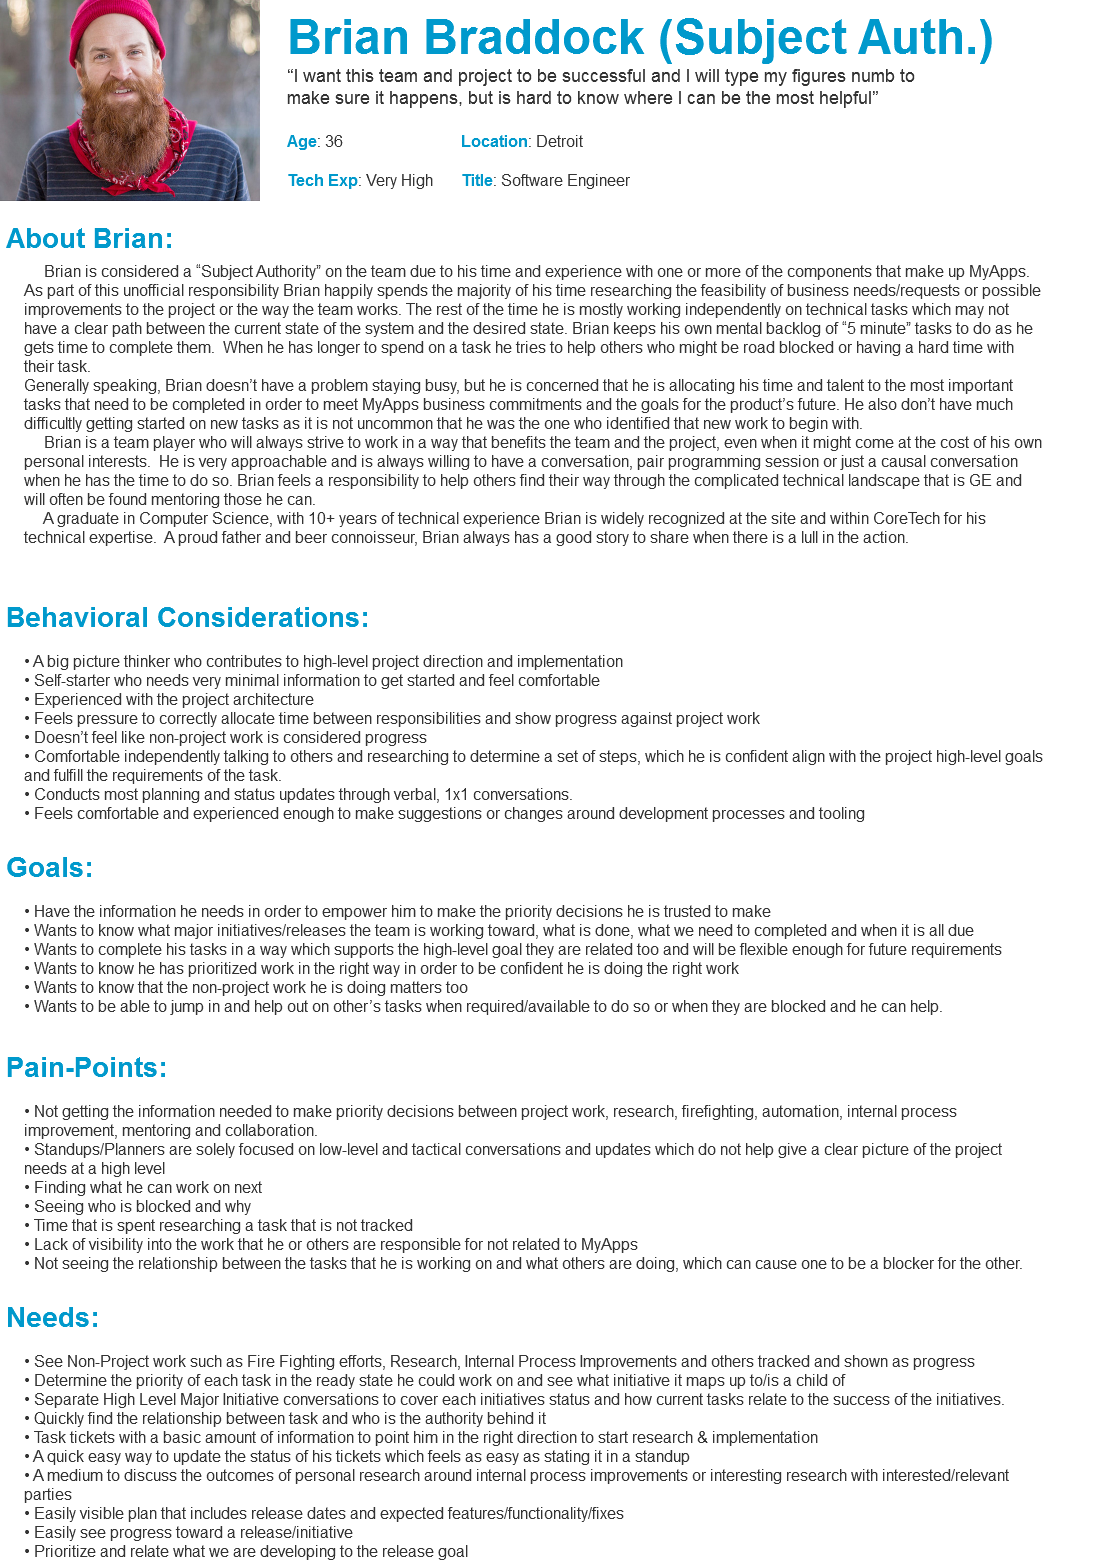 Brian Braddock (Subject Auth.)
“I want this team and project to be successful and I will type my figures numb to
make sure it happens, but is hard to know where I can be the most helpful”
Age: 36 Location: Detroit
Tech Exp: Very High Title: Software Engineer
About Brian:
Brian is considered a “Subject Authority” on the team due to his time and experience with one or more of the components that make up MyApps.
As part of this unofficial responsibility Brian happily spends the majority of his time researching the feasibility of business needs/requests or possible
improvements to the project or the way the team works. The rest of the time he is mostly working independently on technical tasks which may not
have a clear path between the current state of the system and the desired state. Brian keeps his own mental backlog of “5 minute” tasks to do as he
gets time to complete them.  When he has longer to spend on a task he tries to help others who might be road blocked or having a hard time with
their task.
Generally speaking, Brian doesn’t have a problem staying busy, but he is concerned that he is allocating his time and talent to the most important
tasks that need to be completed in order to meet MyApps business commitments and the goals for the product’s future. He also don’t have much
difficultly getting started on new tasks as it is not uncommon that he was the one who identified that new work to begin with.
Brian is a team player who will always strive to work in a way that benefits the team and the project, even when it might come at the cost of his own
personal interests.  He is very approachable and is always willing to have a conversation, pair programming session or just a causal conversation
when he has the time to do so. Brian feels a responsibility to help others find their way through the complicated technical landscape that is GE and
will often be found mentoring those he can.
A graduate in Computer Science, with 10+ years of technical experience Brian is widely recognized at the site and within CoreTech for his
technical expertise.  A proud father and beer connoisseur, Brian always has a good story to share when there is a lull in the action.
Behavioral Considerations:
• A big picture thinker who contributes to high-level project direction and implementation
• Self-starter who needs very minimal information to get started and feel comfortable
• Experienced with the project architecture
• Feels pressure to correctly allocate time between responsibilities and show progress against project work
• Doesn’t feel like non-project work is considered progress
• Comfortable independently talking to others and researching to determine a set of steps, which he is confident align with the project high-level goals
and fulfill the requirements of the task.
• Conducts most planning and status updates through verbal, 1x1 conversations.
• Feels comfortable and experienced enough to make suggestions or changes around development processes and tooling
Goals:
• Have the information he needs in order to empower him to make the priority decisions he is trusted to make
• Wants to know what major initiatives/releases the team is working toward, what is done, what we need to completed and when it is all due
• Wants to complete his tasks in a way which supports the high-level goal they are related too and will be flexible enough for future requirements
• Wants to know he has prioritized work in the right way in order to be confident he is doing the right work
• Wants to know that the non-project work he is doing matters too
• Wants to be able to jump in and help out on other’s tasks when required/available to do so or when they are blocked and he can help.
Pain-Points:
• Not getting the information needed to make priority decisions between project work, research, firefighting, automation, internal process
improvement, mentoring and collaboration.
• Standups/Planners are solely focused on low-level and tactical conversations and updates which do not help give a clear picture of the project
needs at a high level
• Finding what he can work on next
• Seeing who is blocked and why
• Time that is spent researching a task that is not tracked
• Lack of visibility into the work that he or others are responsible for not related to MyApps
• Not seeing the relationship between the tasks that he is working on and what others are doing, which can cause one to be a blocker for the other.
Needs:
• See Non-Project work such as Fire Fighting efforts, Research, Internal Process Improvements and others tracked and shown as progress
• Determine the priority of each task in the ready state he could work on and see what initiative it maps up to/is a child of
• Separate High Level Major Initiative conversations to cover each initiatives status and how current tasks relate to the success of the initiatives.
• Quickly find the relationship between task and who is the authority behind it
• Task tickets with a basic amount of information to point him in the right direction to start research & implementation
• A quick easy way to update the status of his tickets which feels as easy as stating it in a standup
• A medium to discuss the outcomes of personal research around internal process improvements or interesting research with interested/relevant
parties
• Easily visible plan that includes release dates and expected features/functionality/fixes
• Easily see progress toward a release/initiative
• Prioritize and relate what we are developing to the release goal